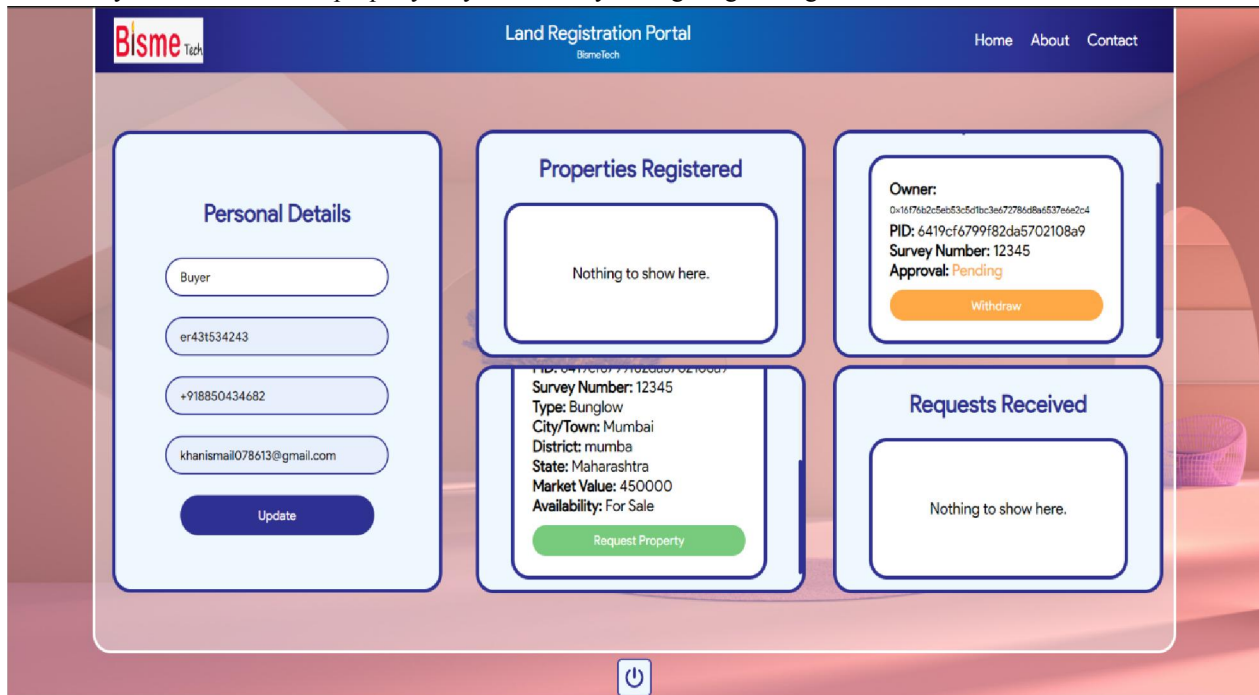 Bisme Tech
Land Registration Portal
BismeTech
Home About Contact
Personal Details
Buyer
er43t534243
+918850434682
khanismail078613@gmail.com
Update
Properties Registered
Nothing to show here.
Survey Number: 12345
Type: Bunglow
City/Town: Mumbai
District: mumba
State: Maharashtra
Market Value: 450000
Availability: For Sale
Request Property
Owner:
0×16f76b2c5eb53c5d1bc3e672786d8a6537e6e2c4
PID: 6419cf6799f82da5702108a9
Survey Number: 12345
Approval: Pending
Withdraw
Requests Received
Nothing to show here.